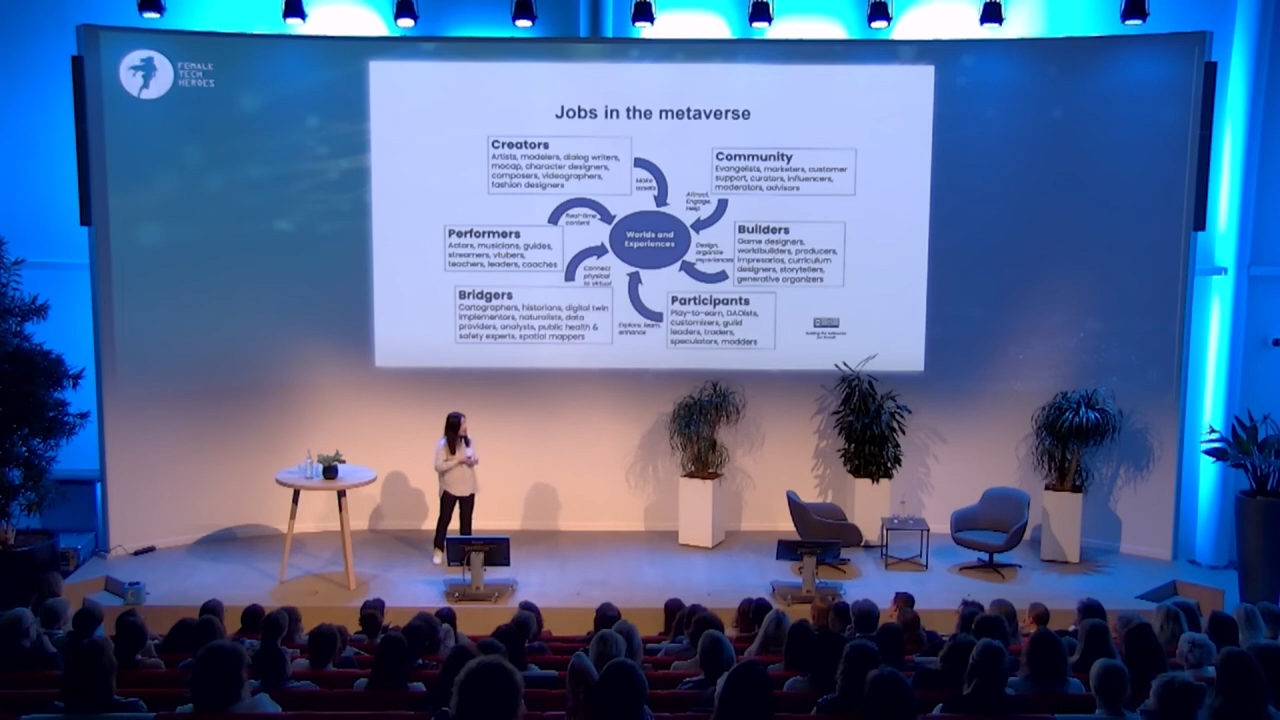 FEMALE
TECH
HEROES
Jobs in the metaverse
Creators
Artists, modelers, dialog writers,
mocap, character designers,
composers, videographers,
fashion designers
Make
assets
Community
Evangelists, marketers, customer
support, curators, influencers,
moderators, advisors
Attract,
Engage,
Help
Real-time
content
Performers
Actors, musicians, guides,
streamers, vtubers,
teachers, leaders, coaches
Worlds and
Experiences
Builders
Game designers,
worldbuilders, producers,
impresarios, curriculum
designers, storytellers,
generative organizers
Design,
organize
experiences
Connect
physical
to virtual
Bridgers
Cartographers, historians, digital twin
implementors, naturalists, data
providers, analysts, public health &
safety experts, spatial mappers
Explore, learn,
enhance
Participants
Play-to-earn, DAOists,
customizers, guild
leaders, traders,
speculators, modders